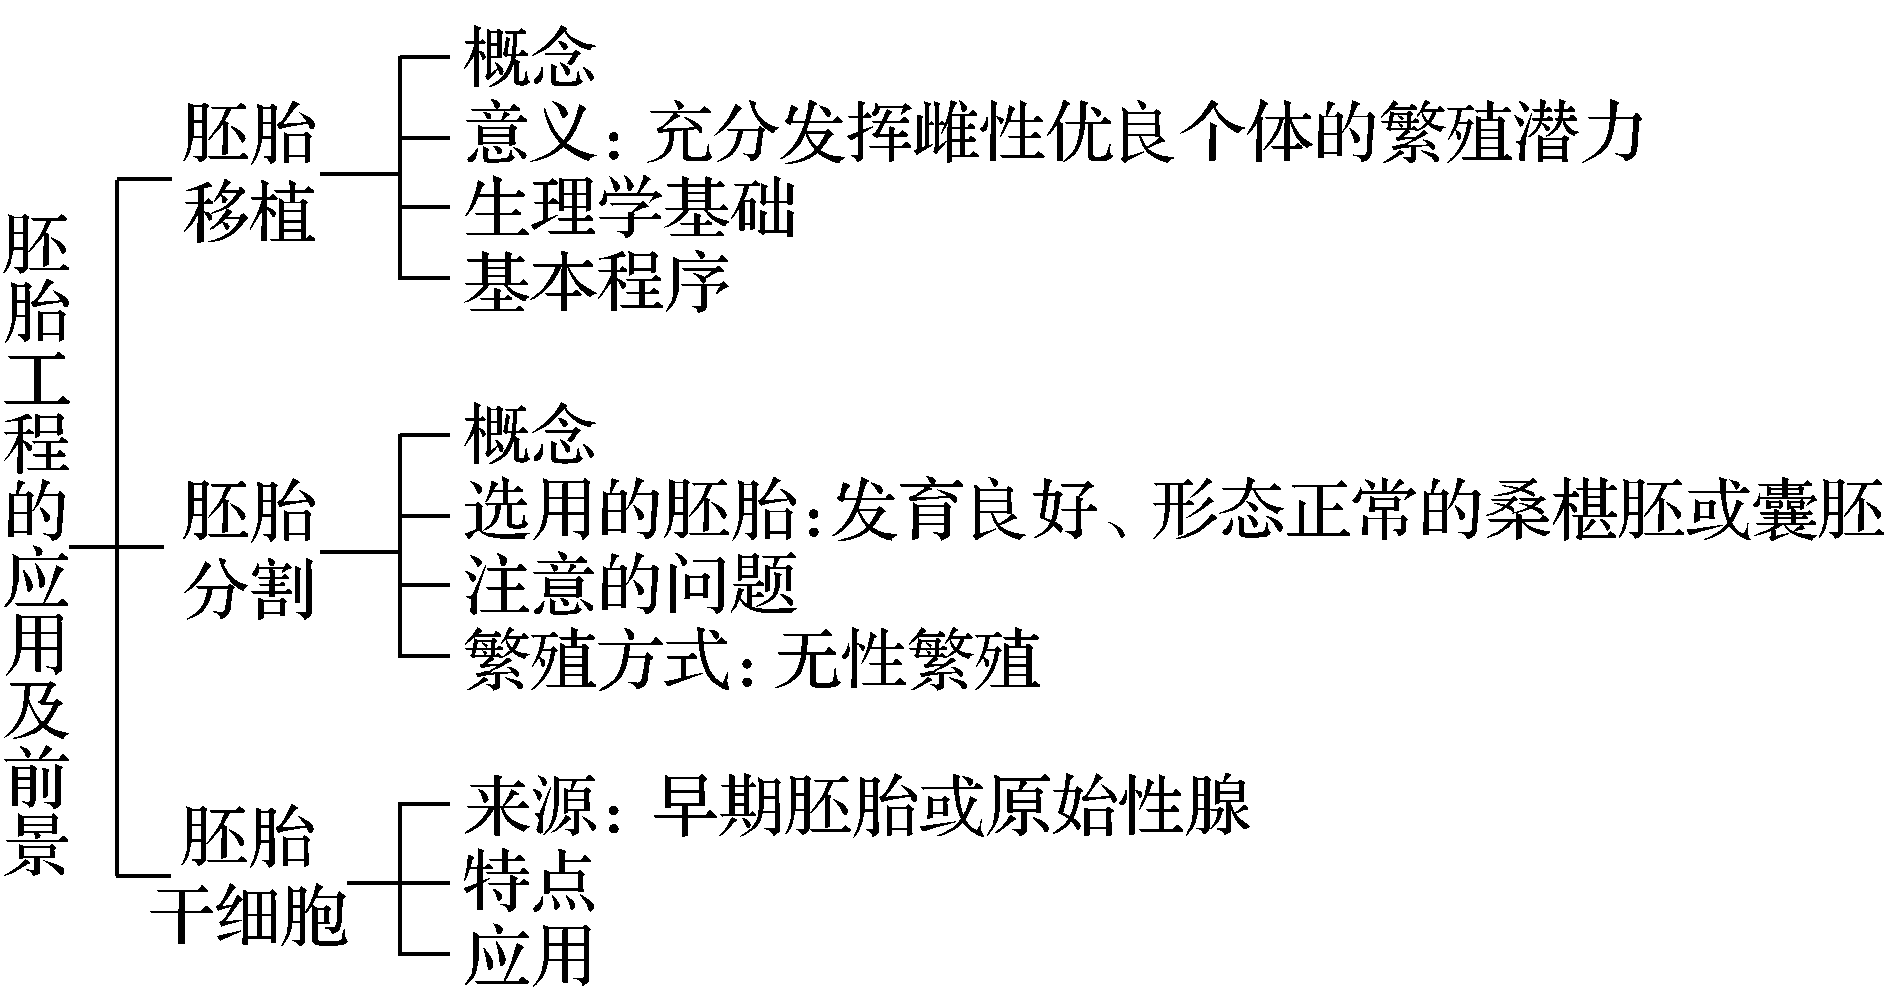 胚胎工程的应用及前景
胚胎
移植
概念
意义：充分发挥雌性优良个体的繁殖潜力
生理学基础
基本程序
胚胎
分割
概念
选用的胚胎：发育良好、形态正常的桑椹胚或囊胚
注意的问题
繁殖方式：无性繁殖
胚胎
干细胞
来源：早期胚胎或原始性腺
特点
应用